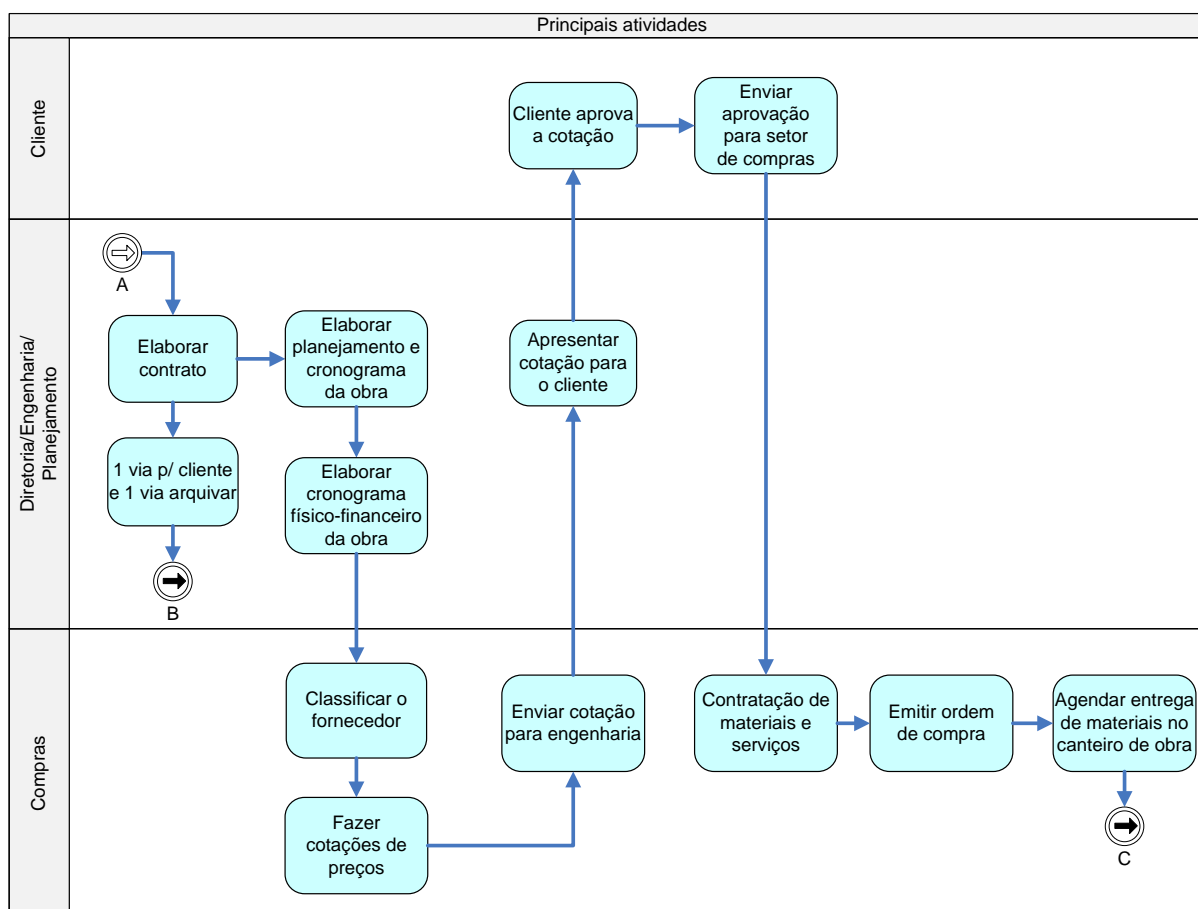 Principais atividades
Cliente
Cliente aprova
a cotação
Enviar
aprovação
para setor
de compras
Diretoria/Engenharia/
Planejamento
A
Elaborar
contrato
Elaborar
planejamento e
cronograma
da obra
Apresentar
cotação para
o cliente
1 via p/ cliente
e 1 via arquivar
Elaborar
cronograma
físico-financeiro
da obra
B
Compras
Classificar o
fornecedor
Enviar cotação
para engenharia
Contratação de
materiais e
serviços
Emitir ordem
de compra
Agendar entrega
de materiais no
canteiro de obra
Fazer
cotações de
preços
C